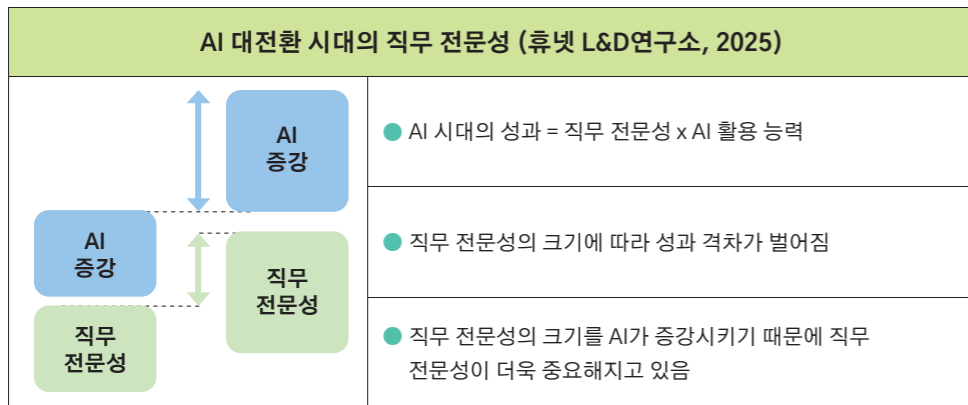 AI 대전환 시대의 직무 전문성 (휴넷 L&D연구소, 2025)
AI
증강
AI
증강
직무
전문성
직무
전문성
● AI 시대의 성과 = 직무 전문성 x AI 활용 능력
● 직무 전문성의 크기에 따라 성과 격차가 벌어짐
● 직무 전문성의 크기를 AI가 증강시키기 때문에 직무
전문성이 더욱 중요해지고 있음